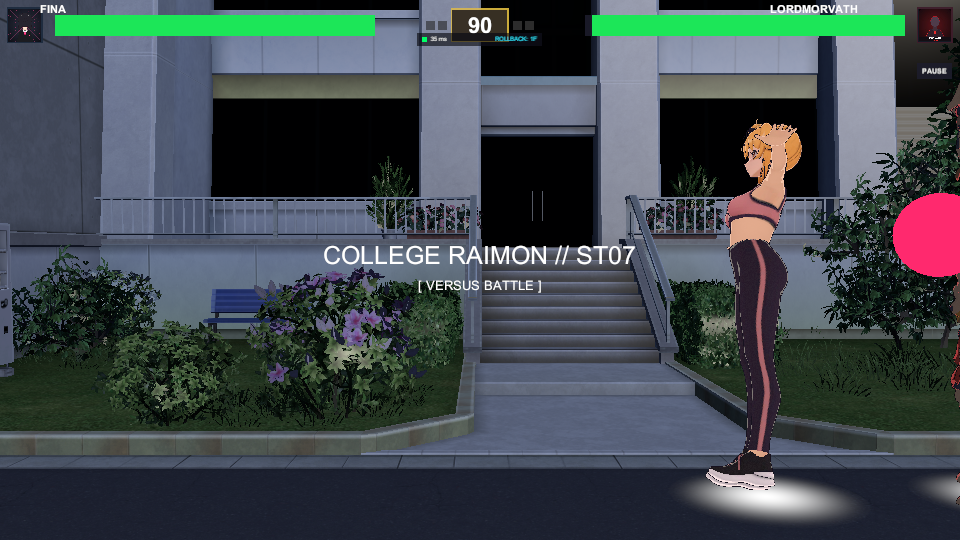 FINA
LORDMORVATH
90
35 ms
ROLLBACK: 1F
PAUSE
COLLEGE RAIMON // ST07
[ VERSUS BATTLE ]